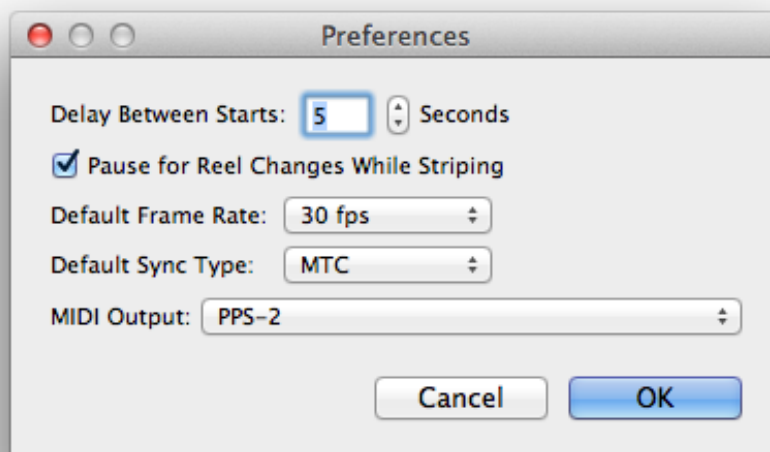 Preferences
Delay Between Starts: 5 Seconds
Pause for Reel Changes While Striping
Default Frame Rate: 30 fps
Default Sync Type: MTC
MIDI Output: PPS-2
Cancel OK